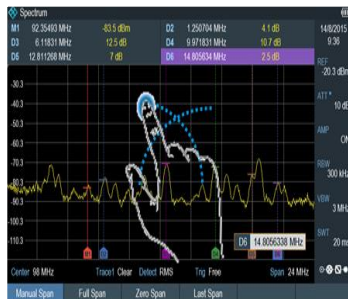 Spectrum
M1 92.35493 MHz -83.5 dBm D2 1.250704 MHz 4.1 dB
D3 6.11831 MHz 12.5 dB D4 9.971831 MHz 10.7 dB
D5 12.811268 MHz 7 dB D6 14.805634 MHz 2.5 dB
14/8/2015
9:36
REF
-20.3 dBm
ATT
10 dB
AMP
ON
RBW
300 kHz
VBW
3 MHz
SWT
20 ms
-30.3
-40.3
-50.3
-60.3
-70.3
-80.3
-90.3
-100.3
-110.3
D6 14.8056338 MHz
Center 98 MHz Trace1 Clear Detect RMS Trig Free Span 24 MHz
Manual Span Full Span Zero Span Last Span